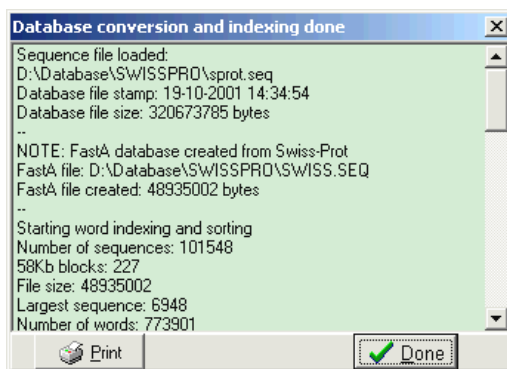 Database conversion and indexing done
Sequence file loaded:
D:\Database\SWISSPRO\sprot.seq
Database file stamp: 19-10-2001 14:34:54
Database file size: 320673785 bytes
--
NOTE: FastA database created from Swiss-Prot
FastA file: D:\Database\SWISSPRO\SWISS.SEQ
FastA file created: 48935002 bytes
--
Starting word indexing and sorting
Number of sequences: 101548
58Kb blocks: 227
File size: 48935002
Largest sequence: 6948
Number of words: 773901
Print
Done